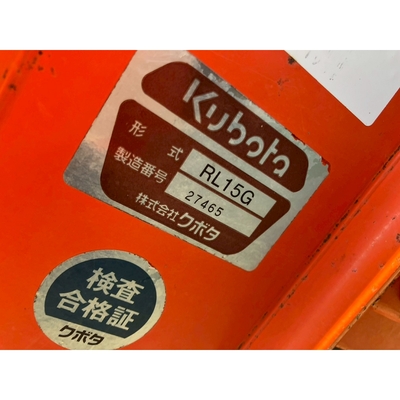 Kubota
形式 RL15G
製造番号 27465
株式会社クボタ
検査
合格証
クボタ